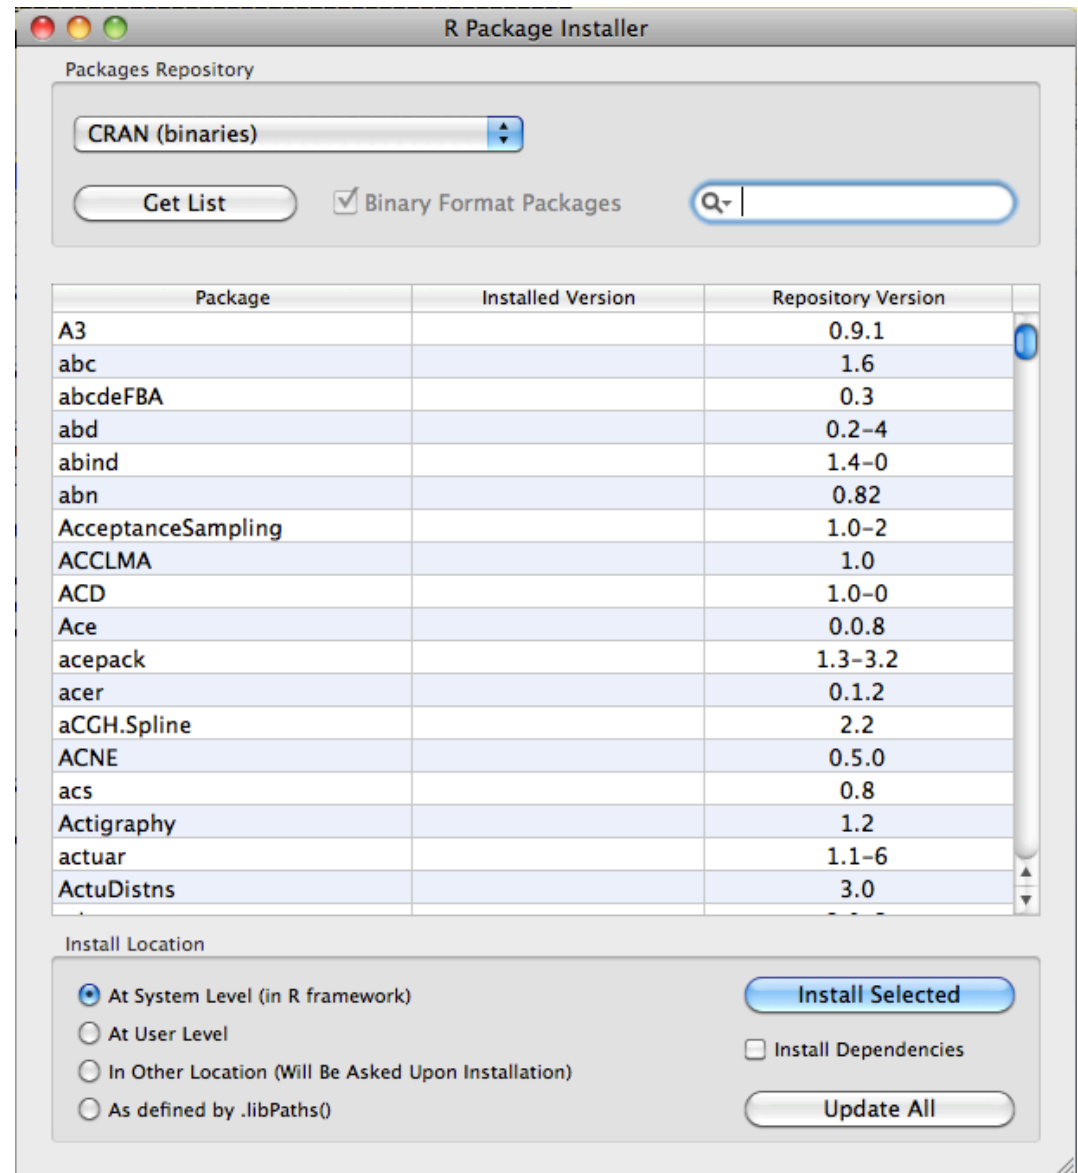 R Package Installer
Packages Repository
CRAN (binaries)
Get List Binary Format Packages
Package Installed Version Repository Version
A3 0.9.1
abc 1.6
abcdeFBA 0.3
abd 0.2-4
abind 1.4-0
abn 0.82
AcceptanceSampling 1.0-2
ACCLMA 1.0
ACD 1.0-0
Ace 0.0.8
acepack 1.3-3.2
acer 0.1.2
aCGH.Spline 2.2
ACNE 0.5.0
acs 0.8
Actigraphy 1.2
actuar 1.1-6
ActuDistns 3.0
Install Location
At System Level (in R framework) Install Selected
At User Level
Install Dependencies
In Other Location (Will Be Asked Upon Installation)
As defined by .libPaths() Update All